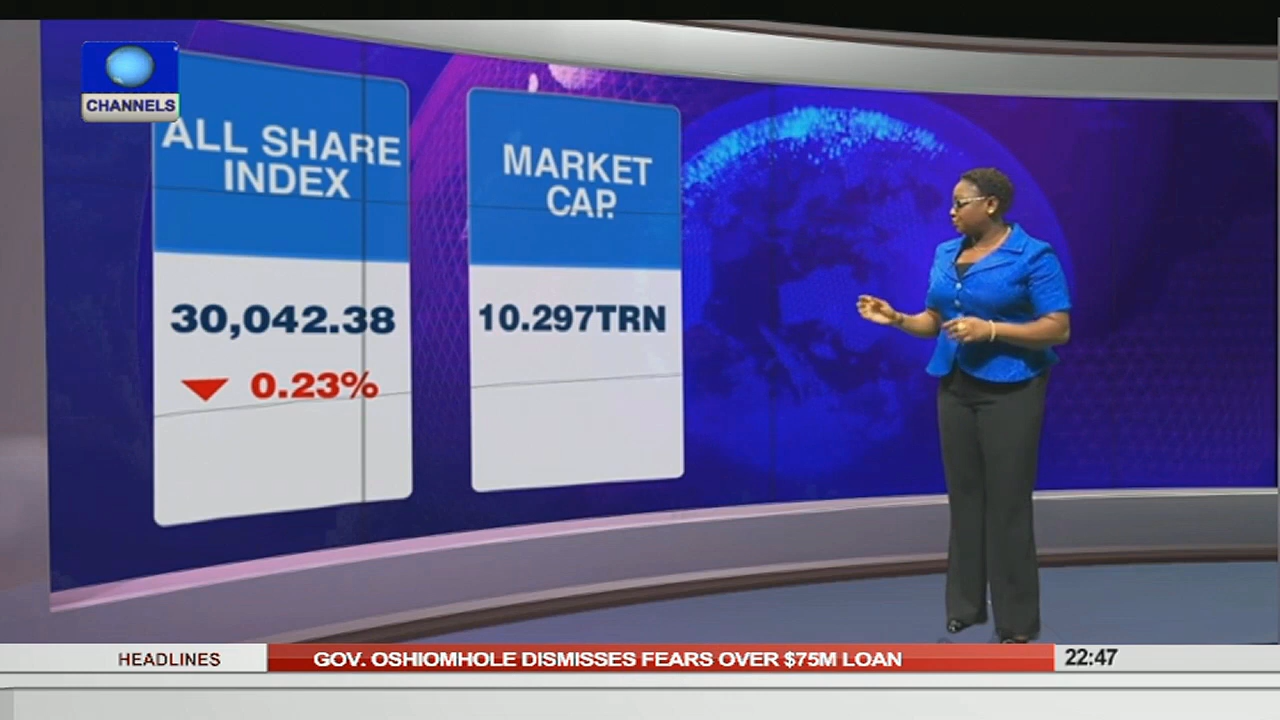 CHANNELS
ALL SHARE
INDEX
30,042.38
0.23%
MARKET
CAP.
10.297TRN
HEADLINES
GOV. OSHIOMHOLE DISMISSES FEARS OVER $75M LOAN
22:47